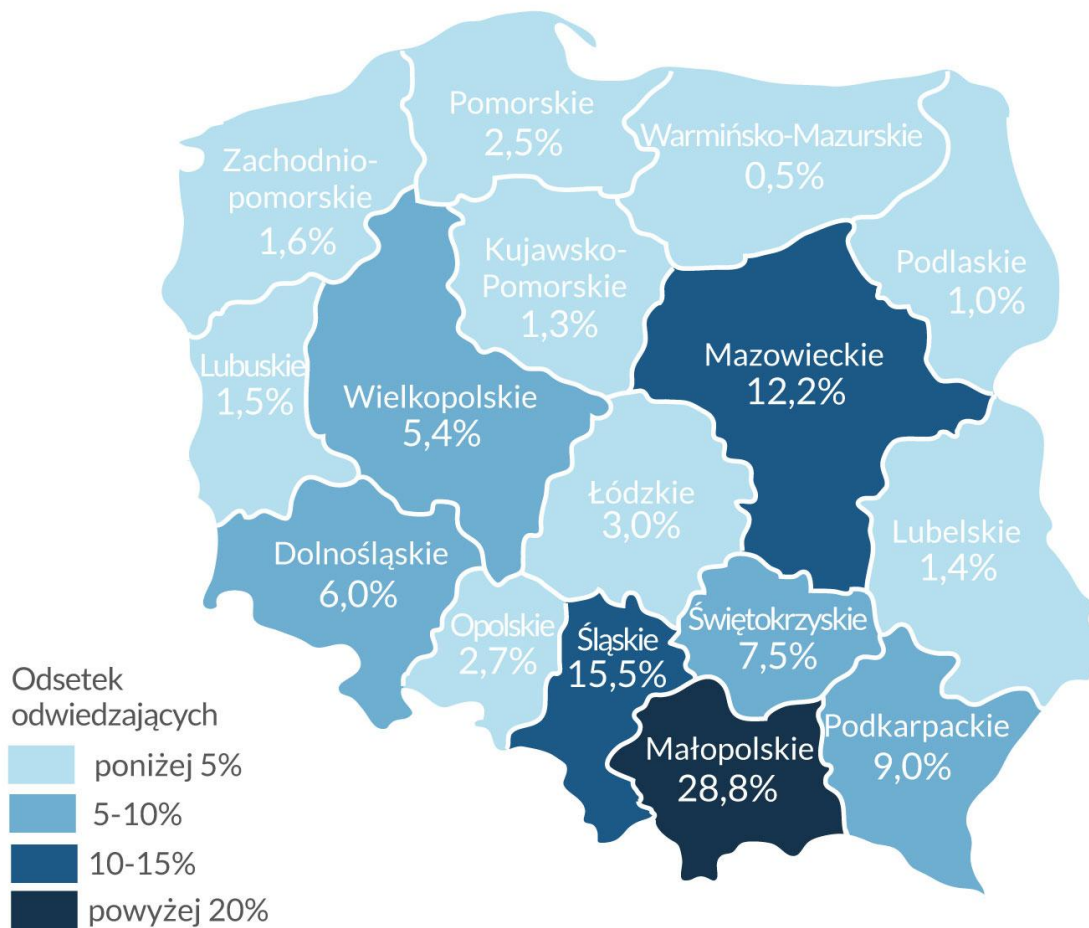 Pomorskie
2,5%
Warmińsko-Mazurskie
0,5%
Zachodnio-
pomorskie
1,6%
Kujawsko-
Pomorskie
1,3%
Podlaskie
1,0%
Mazowieckie
12,2%
Lubuskie
1,5%
Wielkopolskie
5,4%
Łódzkie
3,0%
Lubelskie
1,4%
Dolnośląskie
6,0%
Opolskie
2,7%
Śląskie
15,5%
Świętokrzyskie
7,5%
Małopolskie
28,8%
Podkarpackie
9,0%
Odsetek
odwiedzających
poniżej 5%
5-10%
10-15%
powyżej 20%